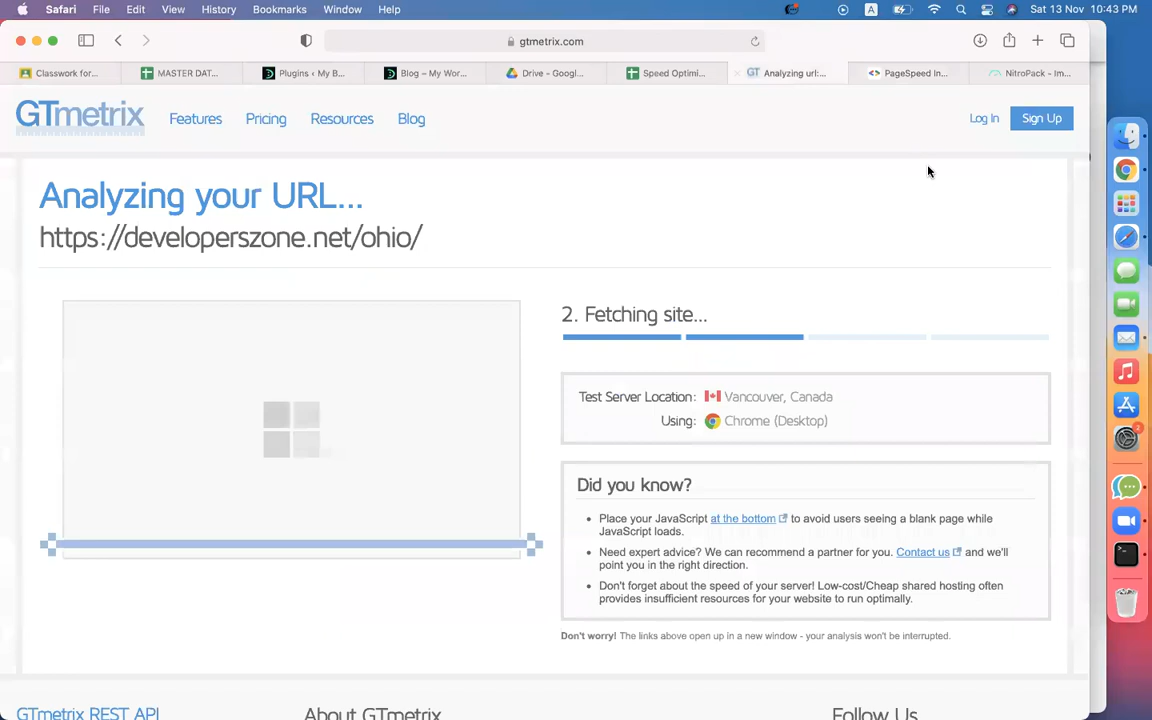 Safari File Edit View History Bookmarks Window Help A Sat 13 Nov 10:43 PM
gtmetrix.com
Classwork for... MASTER DAT... Plugins ‹ My B... Blog – My Wor... Drive – Googl... Speed Optimi... GT Analyzing url:... PageSpeed In... NitroPack - Im...
GTmetrix Features Pricing Resources Blog Log In Sign Up
Analyzing your URL...
https://developerszone.net/ohio/
2. Fetching site...
Test Server Location: Vancouver, Canada
Using: Chrome (Desktop)
Did you know?
• Place your JavaScript at the bottom to avoid users seeing a blank page while
JavaScript loads.
• Need expert advice? We can recommend a partner for you. Contact us and we'll
point you in the right direction.
• Don't forget about the speed of your server! Low-cost/Cheap shared hosting often
provides insufficient resources for your website to run optimally.
Don't worry! The links above open up in a new window - your analysis won't be interrupted.
GTmetrix REST API About GTmetrix Follow Us
2